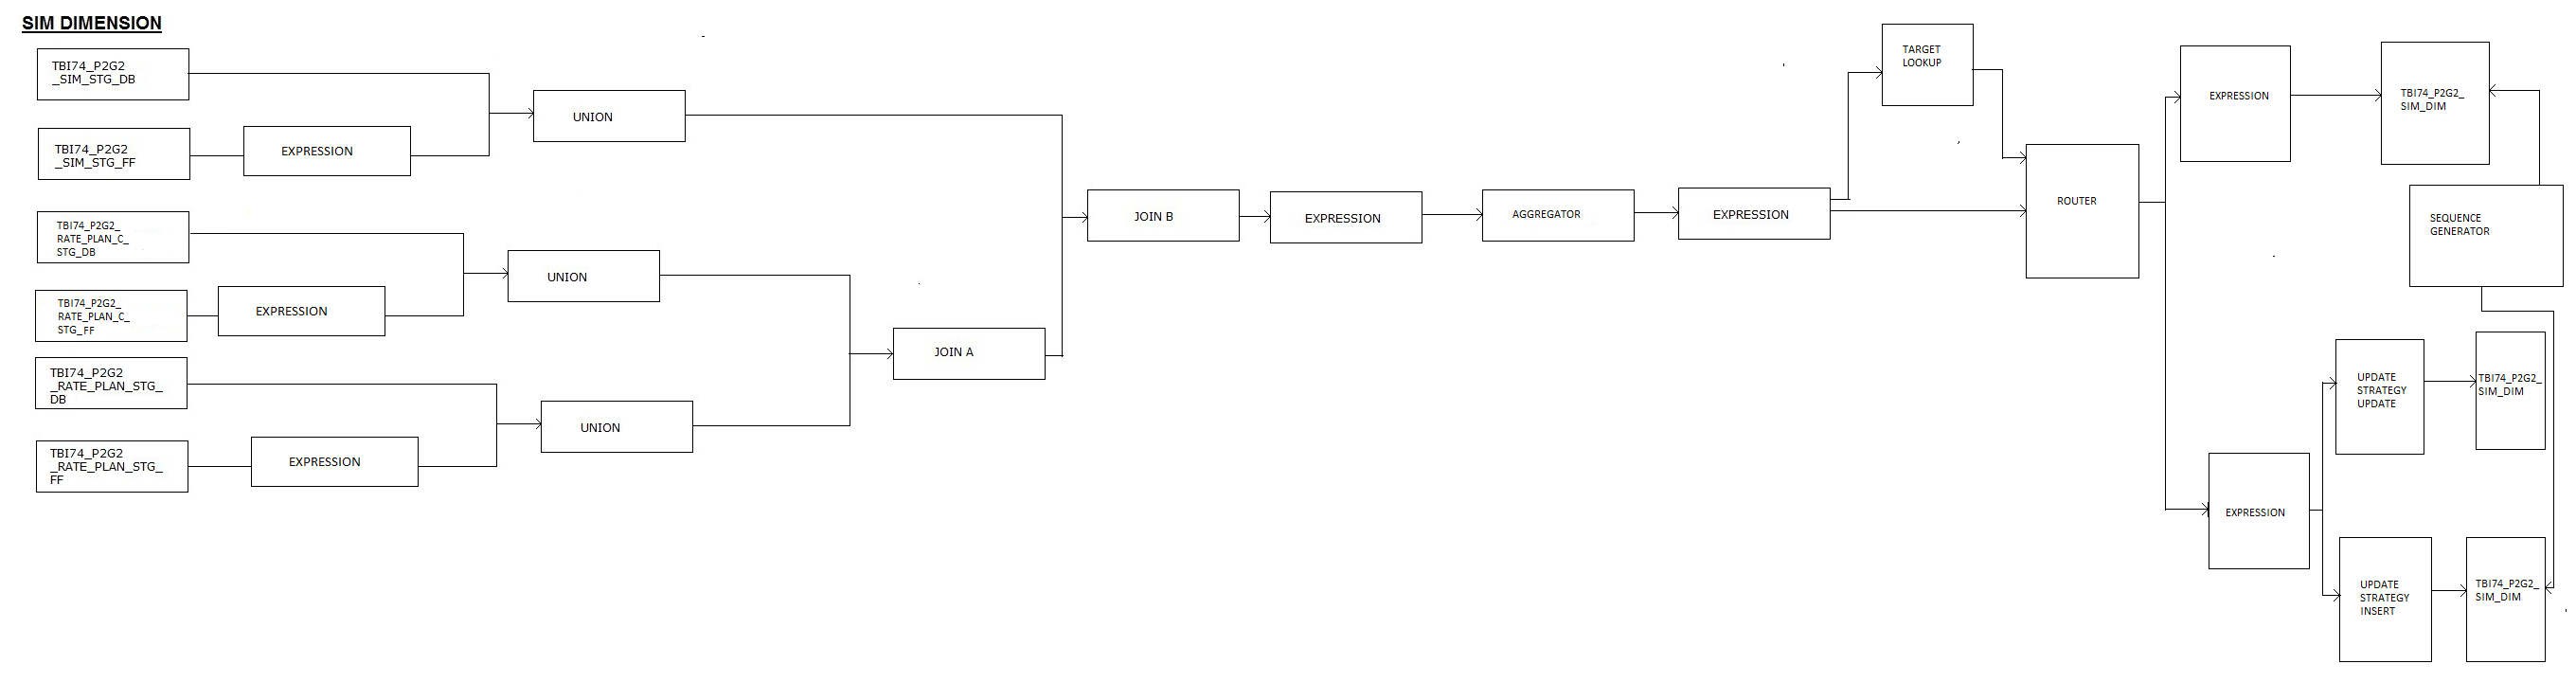 SIM DIMENSION
TBI74_P2G2
_SIM_STG_DB
TBI74_P2G2
_SIM_STG_FF
EXPRESSION
UNION
TBI74_P2G2_
RATE_PLAN_C_
STG_DB
TBI74_P2G2_
RATE_PLAN_C_
STG_FF
EXPRESSION
UNION
TBI74_P2G2
_RATE_PLAN_STG_
DB
TBI74_P2G2
_RATE_PLAN_STG_
FF
EXPRESSION
UNION
JOIN A
JOIN B
EXPRESSION
AGGREGATOR
EXPRESSION
TARGET
LOOKUP
ROUTER
EXPRESSION
TBI74_P2G2_
SIM_DIM
SEQUENCE
GENERATOR
EXPRESSION
UPDATE
STRATEGY
UPDATE
TBI74_P2G2_
SIM_DIM
UPDATE
STRATEGY
INSERT
TBI74_P2G2_
SIM_DIM